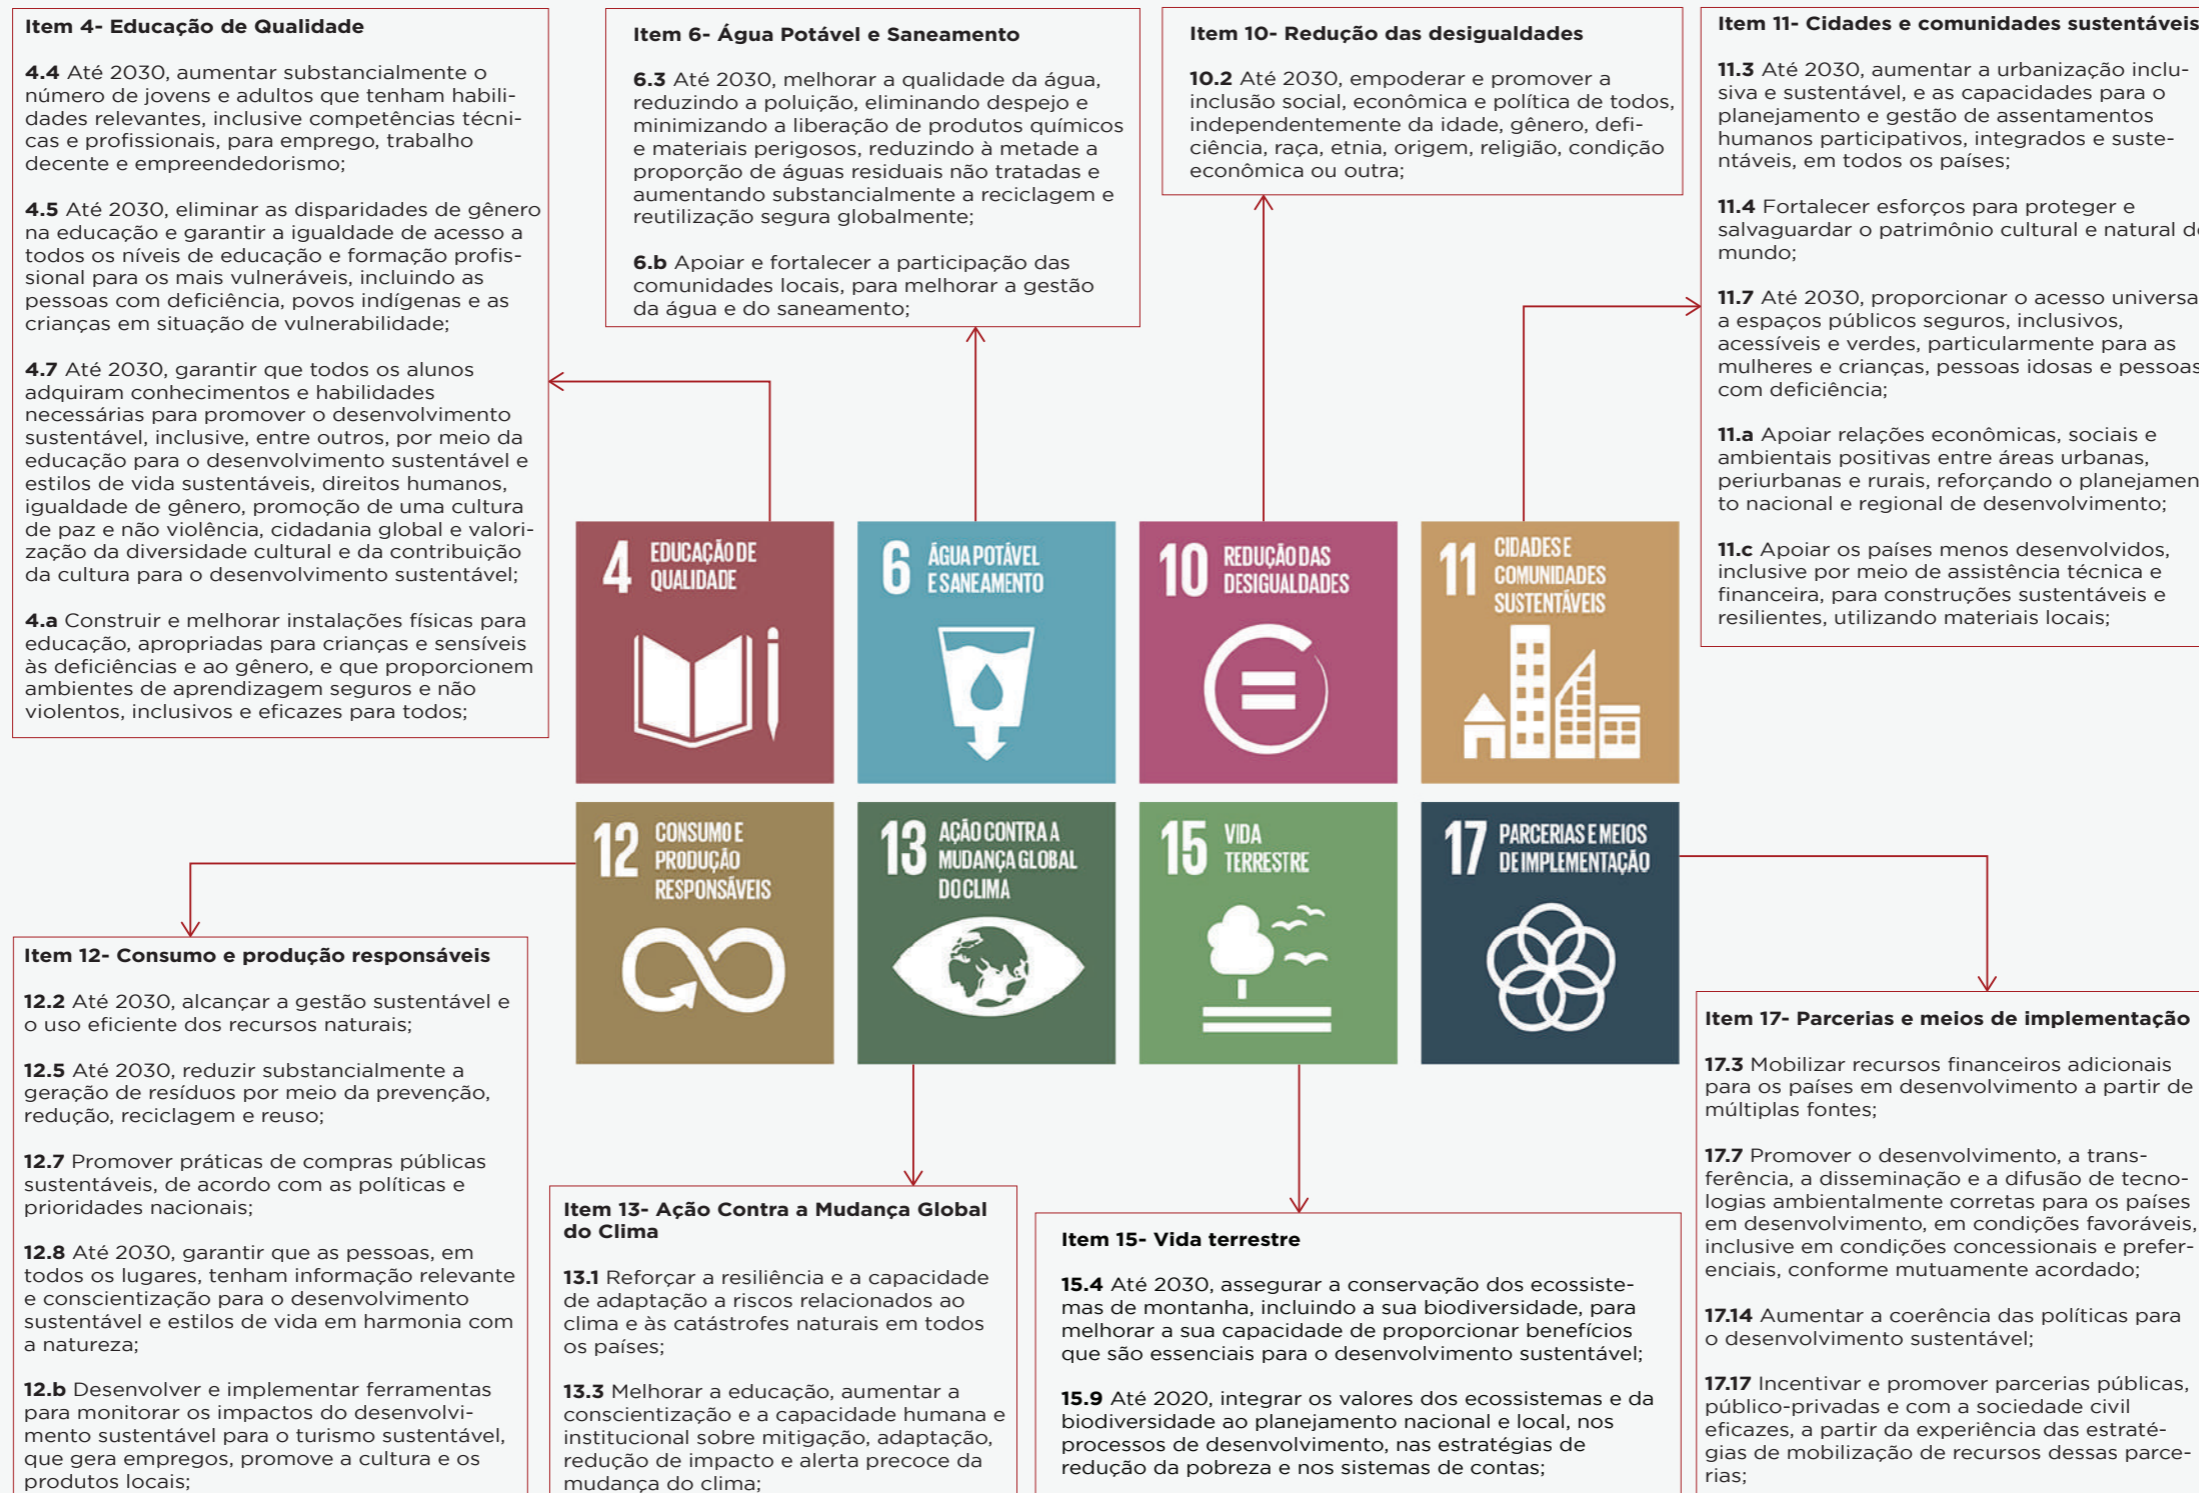 Item 4- Educação de Qualidade
4.4 Até 2030, aumentar substancialmente o
número de jovens e adultos que tenham habili-
dades relevantes, inclusive competências técni-
cas e profissionais, para emprego, trabalho
decente e empreendedorismo;
4.5 Até 2030, eliminar as disparidades de gênero
na educação e garantir a igualdade de acesso a
todos os níveis de educação e formação profis-
sional para os mais vulneráveis, incluindo as
pessoas com deficiência, povos indígenas e as
crianças em situação de vulnerabilidade;
4.7 Até 2030, garantir que todos os alunos
adquiram conhecimentos e habilidades
necessárias para promover o desenvolvimento
sustentável, inclusive, entre outros, por meio da
educação para o desenvolvimento sustentável e
estilos de vida sustentáveis, direitos humanos,
igualdade de gênero, promoção de uma cultura
de paz e não violência, cidadania global e valori-
zação da diversidade cultural e da contribuição
da cultura para o desenvolvimento sustentável;
4.a Construir e melhorar instalações físicas para
educação, apropriadas para crianças e sensíveis
às deficiências e ao gênero, e que proporcionem
ambientes de aprendizagem seguros e não
violentos, inclusivos e eficazes para todos;
Item 6- Água Potável e Saneamento
6.3 Até 2030, melhorar a qualidade da água,
reduzindo a poluição, eliminando despejo e
minimizando a liberação de produtos químicos
e materiais perigosos, reduzindo à metade a
proporção de águas residuais não tratadas e
aumentando substancialmente a reciclagem e
reutilização segura globalmente;
6.b Apoiar e fortalecer a participação das
comunidades locais, para melhorar a gestão
da água e do saneamento;
Item 10- Redução das desigualdades
10.2 Até 2030, empoderar e promover a
inclusão social, econômica e política de todos,
independentemente da idade, gênero, defi-
ciência, raça, etnia, origem, religião, condição
econômica ou outra;
Item 11- Cidades e comunidades sustentáveis
11.3 Até 2030, aumentar a urbanização inclu-
siva e sustentável, e as capacidades para o
planejamento e gestão de assentamentos
humanos participativos, integrados e suste-
ntáveis, em todos os países;
11.4 Fortalecer esforços para proteger e
salvaguardar o patrimônio cultural e natural
mundo;
11.7 Até 2030, proporcionar o acesso universa
a espaços públicos seguros, inclusivos,
acessíveis e verdes, particularmente para as
mulheres e crianças, pessoas idosas e pessoas
com deficiência;
11.a Apoiar relações econômicas, sociais e
ambientais positivas entre áreas urbanas,
periurbanas e rurais, reforçando o planejamen
to nacional e regional de desenvolvimento;
11.c Apoiar os países menos desenvolvidos,
inclusive por meio de assistência técnica e
financeira, para construções sustentáveis e
resilientes, utilizando materiais locais;
4 EDUCAÇÃO DE
QUALIDADE
6 ÁGUA POTÁVEL
E SANEAMENTO
10 REDUÇÃO DAS
DESIGUALDADES
11 CIDADES E
COMUNIDADES
SUSTENTÁVEIS
12 CONSUMO E
PRODUÇÃO
RESPONSÁVEIS
13 AÇÃO CONTRA A
MUDANÇA GLOBAL
DO CLIMA
15 VIDA
TERRESTRE
17 PARCERIAS E MEIOS
DE IMPLEMENTAÇÃO
Item 12- Consumo e produção responsáveis
12.2 Até 2030, alcançar a gestão sustentável e
o uso eficiente dos recursos naturais;
12.5 Até 2030, reduzir substancialmente a
geração de resíduos por meio da prevenção,
redução, reciclagem e reuso;
12.7 Promover práticas de compras públicas
sustentáveis, de acordo com as políticas e
prioridades nacionais;
12.8 Até 2030, garantir que as pessoas, em
todos os lugares, tenham informação relevante
e conscientização para o desenvolvimento
sustentável e estilos de vida em harmonia com
a natureza;
12.b Desenvolver e implementar ferramentas
para monitorar os impactos do desenvolvi-
mento sustentável para o turismo sustentável,
que gera empregos, promove a cultura e os
produtos locais;
Item 13- Ação Contra a Mudança Global
do Clima
13.1 Reforçar a resiliência e a capacidade
de adaptação a riscos relacionados ao
clima e às catástrofes naturais em todos
os países;
13.3 Melhorar a educação, aumentar a
conscientização e a capacidade humana e
institucional sobre mitigação, adaptação,
redução de impacto e alerta precoce da
mudança do clima;
Item 15- Vida terrestre
15.4 Até 2030, assegurar a conservação dos ecossiste-
mas de montanha, incluindo a sua biodiversidade, para
melhorar a sua capacidade de proporcionar benefícios
que são essenciais para o desenvolvimento sustentável;
15.9 Até 2020, integrar os valores dos ecossistemas e da
biodiversidade ao planejamento nacional e local, nos
processos de desenvolvimento, nas estratégias de
redução da pobreza e nos sistemas de contas;
Item 17- Parcerias e meios de implementação
17.3 Mobilizar recursos financeiros adicionais
para os países em desenvolvimento a partir de
múltiplas fontes;
17.7 Promover o desenvolvimento, a trans-
ferência, a disseminação e a difusão de tecno-
logias ambientalmente corretas para os países
em desenvolvimento, em condições favoráveis,
inclusive em condições concessionais e prefer-
enciais, conforme mutuamente acordado;
17.14 Aumentar a coerência das políticas para
o desenvolvimento sustentável;
17.17 Incentivar e promover parcerias públicas,
público-privadas e com a sociedade civil
eficazes, a partir da experiência das estraté-
gias de mobilização de recursos dessas parce-
rias;